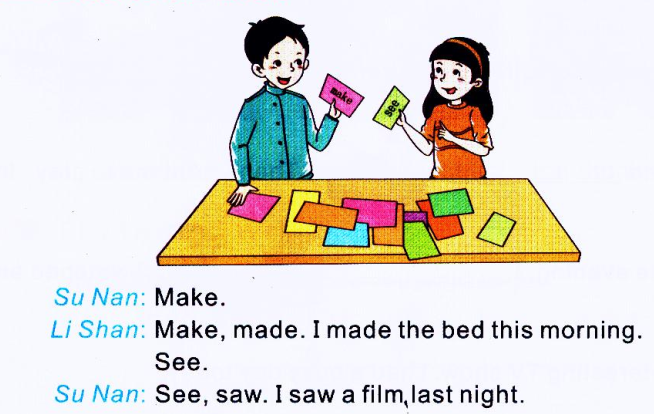 make
see
Su Nan: Make.
Li Shan: Make, made. I made the bed this morning.
See.
Su Nan: See, saw. I saw a film, last night.